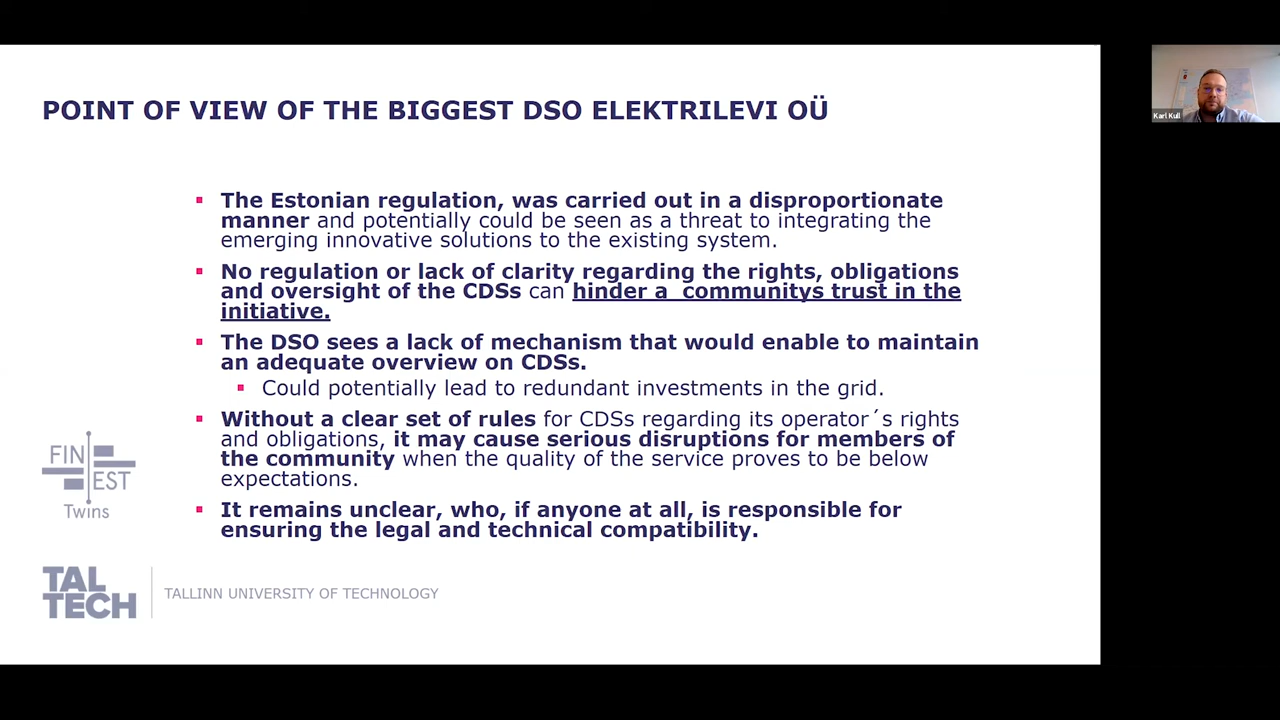 POINT OF VIEW OF THE BIGGEST DSO ELEKTRILEVI OÜ
Karl Kull
▪ The Estonian regulation, was carried out in a disproportionate
manner and potentially could be seen as a threat to integrating the
emerging innovative solutions to the existing system.
▪ No regulation or lack of clarity regarding the rights, obligations
and oversight of the CDSs can hinder a communitys trust in the
initiative.
▪ The DSO sees a lack of mechanism that would enable to maintain
an adequate overview on CDSs.
▪ Could potentially lead to redundant investments in the grid.
▪ Without a clear set of rules for CDSs regarding its operator´s rights
and obligations, it may cause serious disruptions for members of
the community when the quality of the service proves to be below
expectations.
▪ It remains unclear, who, if anyone at all, is responsible for
ensuring the legal and technical compatibility.
FIN
EST
Twins
TAL
TECH
TALLINN UNIVERSITY OF TECHNOLOGY